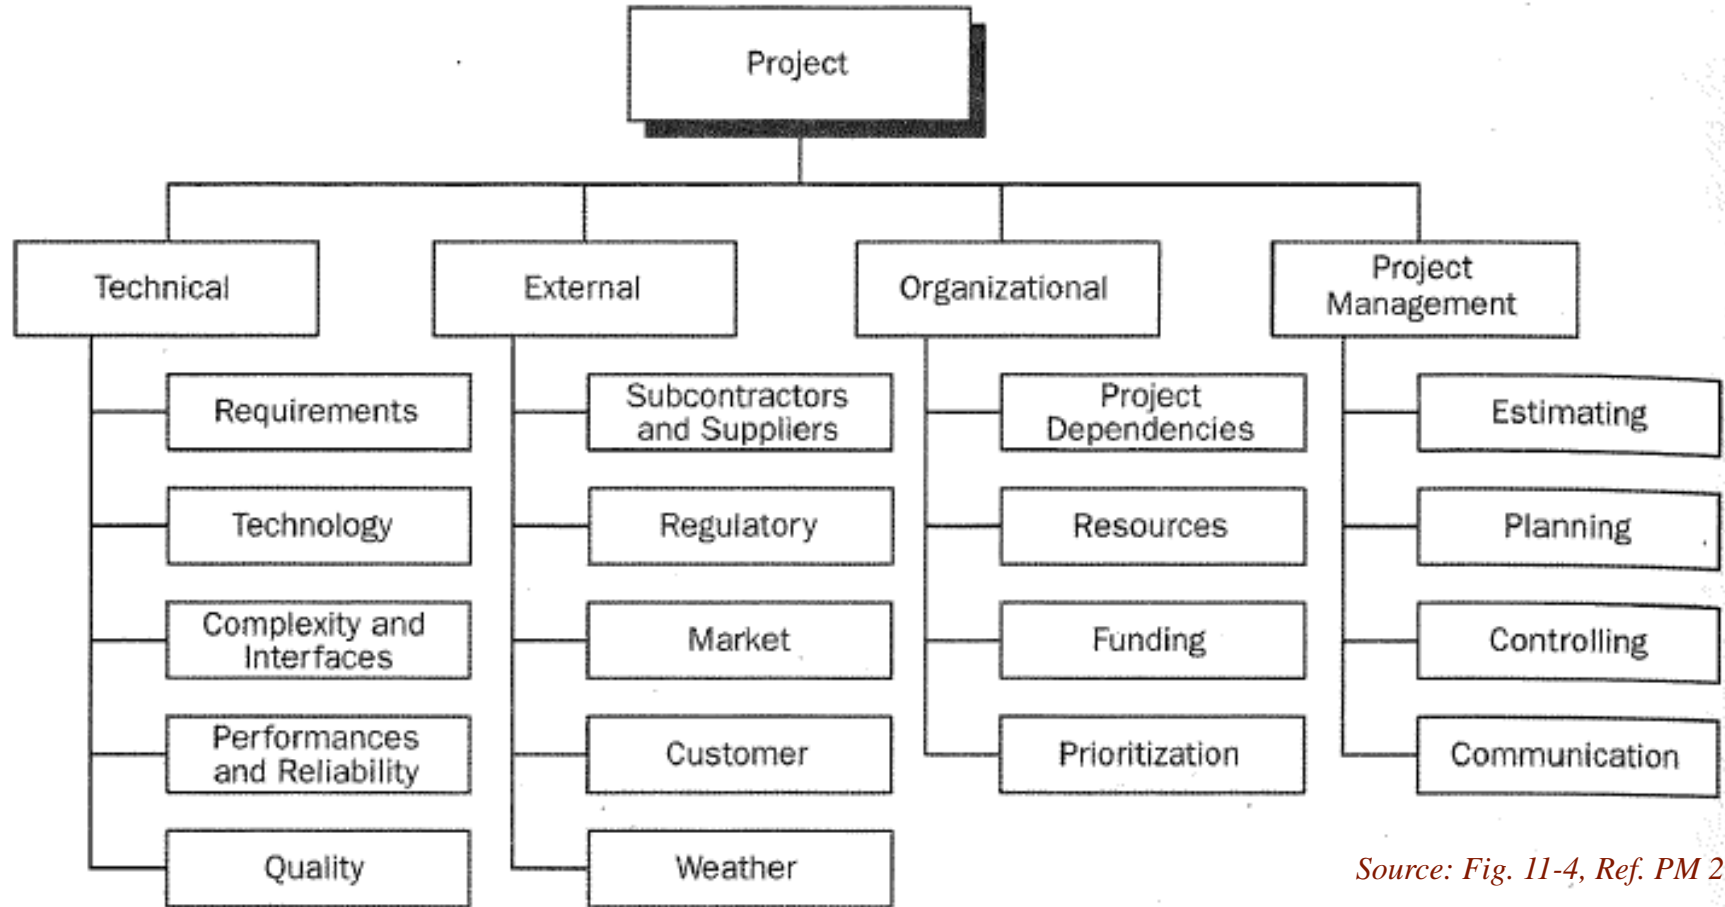 Project
Technical
External
Organizational
Project
Management
Requirements
Technology
Complexity and
Interfaces
Performances
and Reliability
Quality
Subcontractors
and Suppliers
Regulatory
Market
Customer
Weather
Project
Dependencies
Resources
Funding
Prioritization
Estimating
Planning
Controlling
Communication
Source: Fig. 11-4, Ref. PM 2